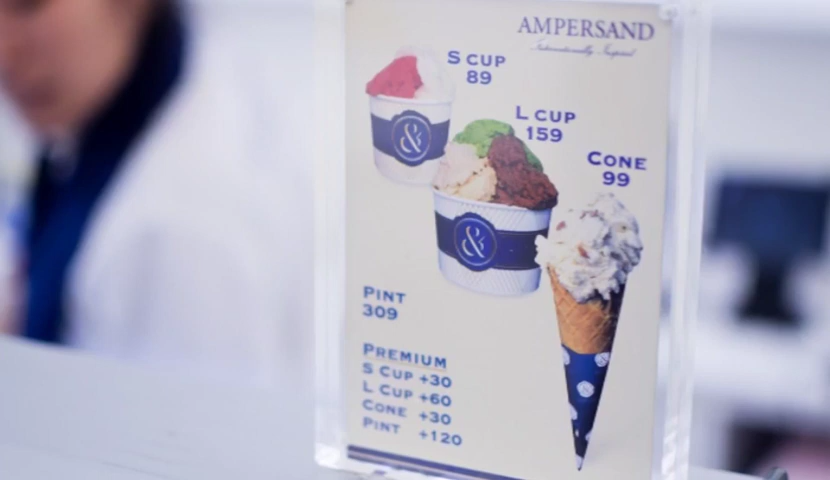 AMPERSAND
Internationally Inspired
S CUP
89
L CUP
159
CONE
99
&
&
PINT
309
PREMIUM
S CUP +30
L CUP +60
CONE +30
PINT +120